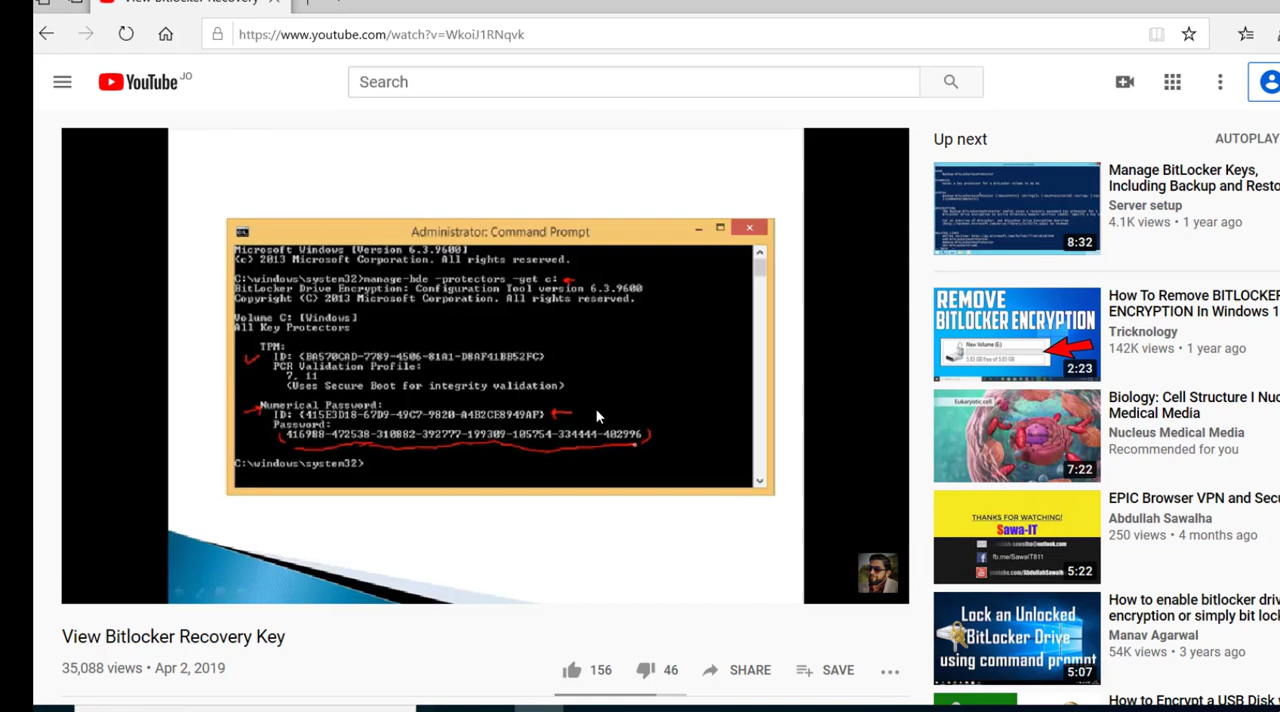 View Bitlocker Recovery
https://www.youtube.com/watch?v=WkoiJ1RNqvk
YouTube JO
Search
Administrator: Command Prompt
[Version 6.3.9600]
(c) 2013 Microsoft Corporation. All rights reserved.
C:\windows\system32>manage-bde -protectors -get c:
BitLocker Drive Encryption: Configuration Tool version 6.3.9600
Copyright (C) 2013 Microsoft Corporation. All rights reserved.
Volume C: [Windows]
All Key Protectors
TPM:
ID: {BA570CAD-7789-4506-81A1-D8AF41BB52FC}
PCR Validation Profile:
7, 11
(Uses Secure Boot for integrity validation)
Numerical Password:
ID: {415E3D18-67D9-49C7-9820-A4B2CE8949AF}
Password:
416988-472538-310882-392777-199309-105754-334444-402996
C:\windows\system32>
View Bitlocker Recovery Key
35,088 views • Apr 2, 2019
156
46
SHARE
SAVE
Up next
AUTOPLAY
Manage BitLocker Keys,
Including Backup and Resto
Server setup
4.1K views • 1 year ago
8:32
REMOVE
BITLOCKER ENCRYPTION
New Volume (E:)
2:23
How To Remove BITLOCKER
ENCRYPTION In Windows 1
Tricknology
142K views • 1 year ago
Eukaryotic cell
7:22
Biology: Cell Structure I Nuc
Medical Media
Nucleus Medical Media
Recommended for you
THANKS FOR WATCHING!
Sawa-IT
fb.me/SawaIT811
5:22
EPIC Browser VPN and Secu
Abdullah Sawalha
250 views • 4 months ago
Lock an Unlocked
BitLocker Drive
using command prompt
5:07
How to enable bitlocker driv
encryption or simply bit lock
Manav Agarwal
54K views • 3 years ago
How to Encrypt a USB Disk